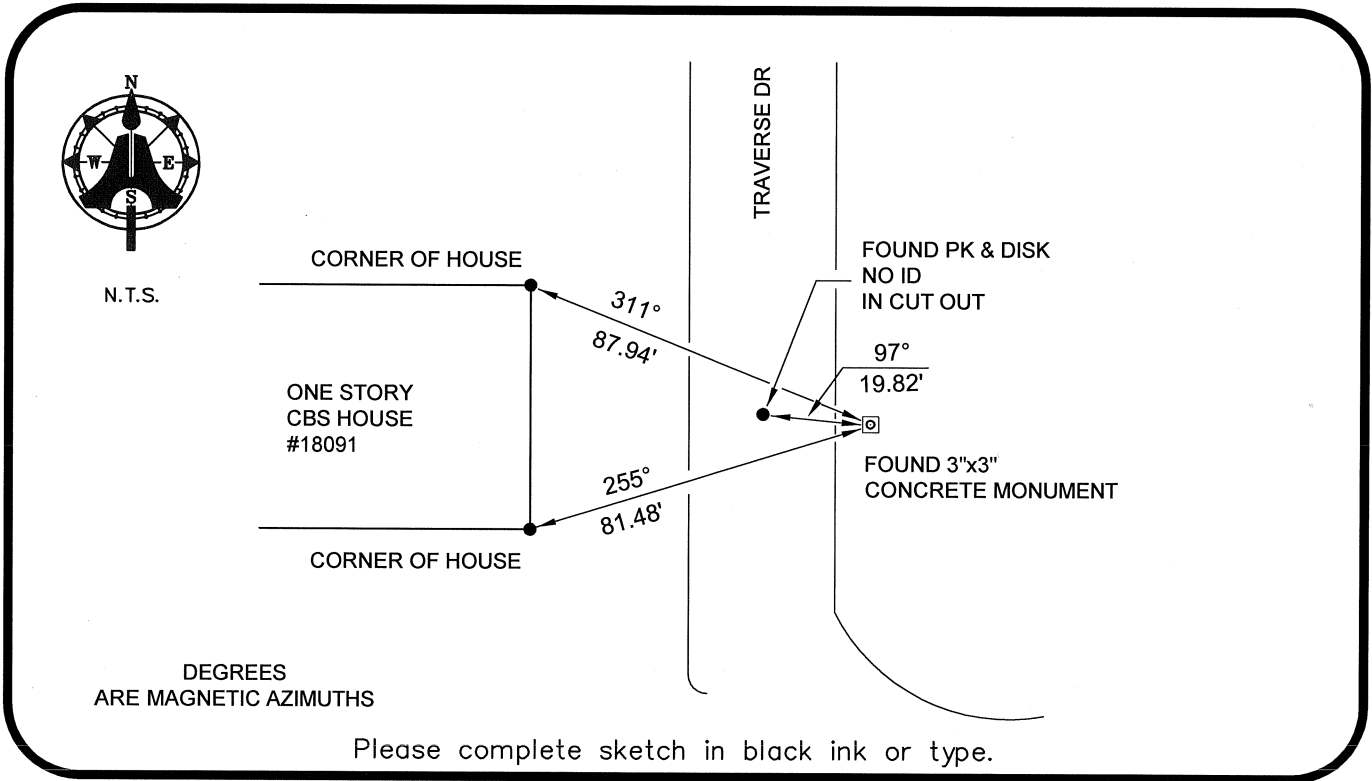 N
W
E
S
N.T.S.
TRAVERSE DR
CORNER OF HOUSE
311°
87.94'
FOUND PK & DISK
NO ID
IN CUT OUT
97°
19.82'
ONE STORY
CBS HOUSE
#18091
255°
81.48'
FOUND 3"x3"
CONCRETE MONUMENT
CORNER OF HOUSE
DEGREES
ARE MAGNETIC AZIMUTHS
Please complete sketch in black ink or type.